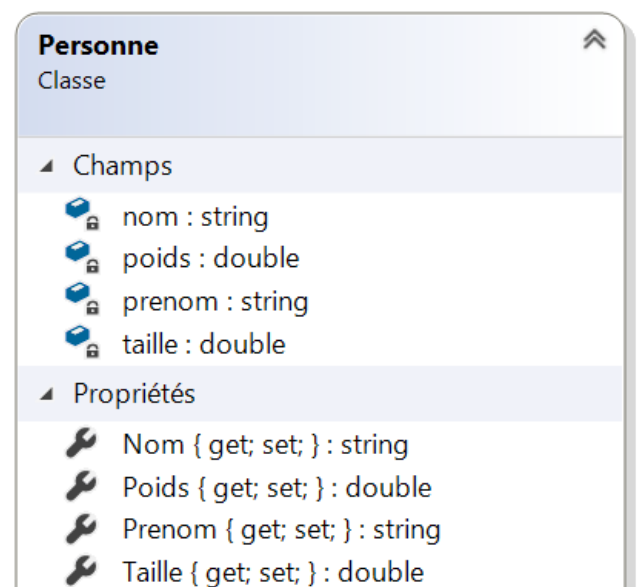 Personne
Classe
Champs
nom : string
poids : double
prenom : string
taille : double
Propriétés
Nom { get; set; } : string
Poids { get; set; } : double
Prenom { get; set; } : string
Taille { get; set; } : double